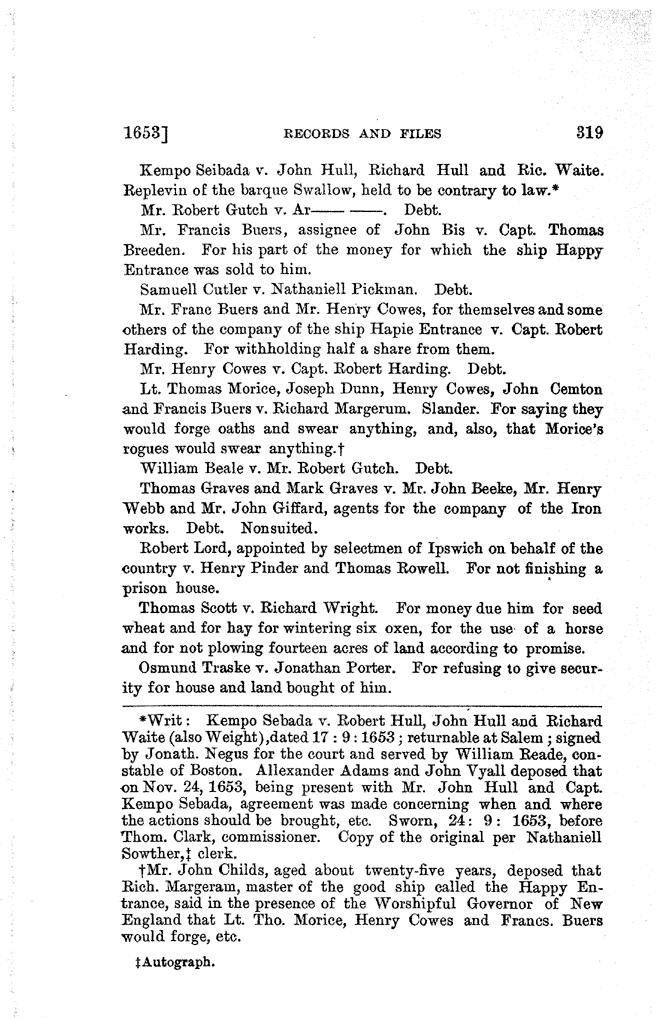 1653] RECORDS AND FILES 319
Kempo Seibada v. John Hull, Richard Hull and Ric. Waite.
Replevin of the barque Swallow, held to be contrary to law.*
Mr. Robert Gutch v. Ar—— ——. Debt.
Mr. Francis Buers, assignee of John Bis v. Capt. Thomas
Breeden. For his part of the money for which the ship Happy
Entrance was sold to him.
Samuell Cutler v. Nathaniell Pickman. Debt.
Mr. Franc Buers and Mr. Henry Cowes, for themselves and some
others of the company of the ship Hapie Entrance v. Capt. Robert
Harding. For withholding half a share from them.
Mr. Henry Cowes v. Capt. Robert Harding. Debt.
Lt. Thomas Morice, Joseph Dunn, Henry Cowes, John Cemton
and Francis Buers v. Richard Margerum. Slander. For saying they
would forge oaths and swear anything, and, also, that Morice's
rogues would swear anything.†
William Beale v. Mr. Robert Gutch. Debt.
Thomas Graves and Mark Graves v. Mr. John Beeke, Mr. Henry
Webb and Mr. John Giffard, agents for the company of the Iron
works. Debt. Nonsuited.
Robert Lord, appointed by selectmen of Ipswich on behalf of the
country v. Henry Pinder and Thomas Rowell. For not finishing a
prison house.
Thomas Scott v. Richard Wright. For money due him for seed
wheat and for hay for wintering six oxen, for the use of a horse
and for not plowing fourteen acres of land according to promise.
Osmund Traske v. Jonathan Porter. For refusing to give secur-
ity for house and land bought of him.
*Writ: Kempo Sebada v. Robert Hull, John Hull and Richard
Waite (also Weight),dated 17 : 9 : 1653 ; returnable at Salem ; signed
by Jonath. Negus for the court and served by William Reade, con-
stable of Boston. Allexander Adams and John Vyall deposed that
on Nov. 24, 1653, being present with Mr. John Hull and Capt.
Kempo Sebada, agreement was made concerning when and where
the actions should be brought, etc. Sworn, 24: 9: 1653, before
Thom. Clark, commissioner. Copy of the original per Nathaniell
Sowther,‡ clerk.
†Mr. John Childs, aged about twenty-five years, deposed that
Rich. Margeram, master of the good ship called the Happy En-
trance, said in the presence of the Worshipful Governor of New
England that Lt. Tho. Morice, Henry Cowes and Francs. Buers
would forge, etc.
‡Autograph.